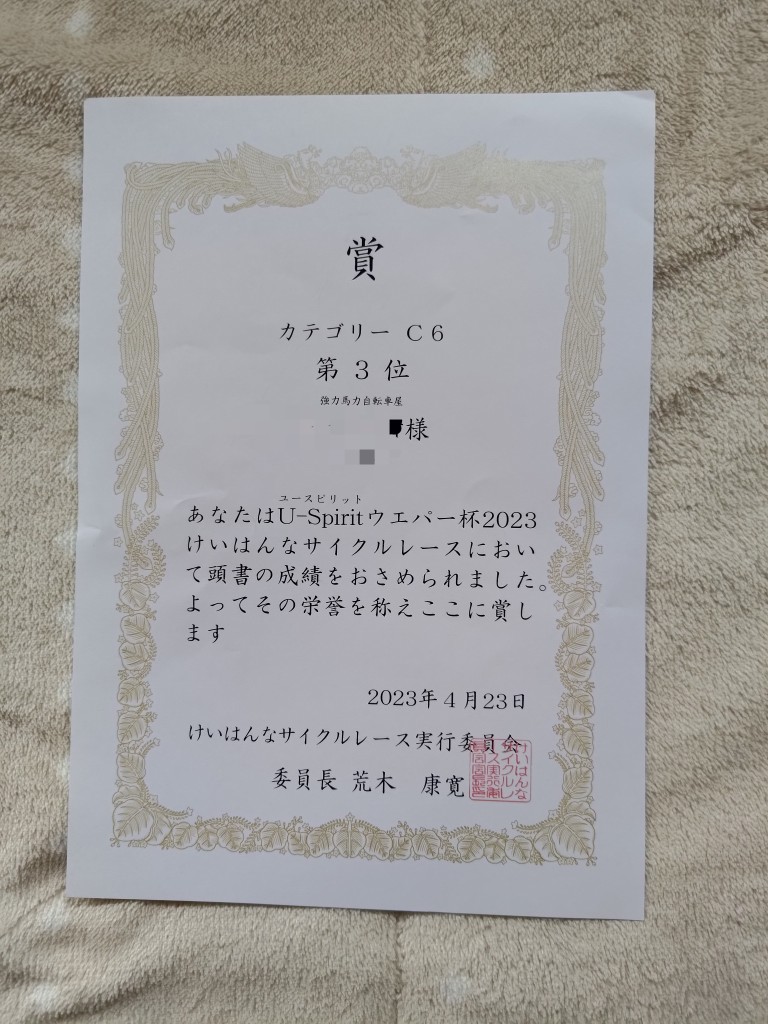 賞
カテゴリー C6
第 3 位
強力馬力自転車屋
様
ユースピリット
あなたはU-Spiritウエパー杯2023
けいはんなサイクルレースにおい
て頭書の成績をおさめられました。
よってその栄誉を称えここに賞し
ます
2023年4月23日
けいはんなサイクルレース実行委員会
委員長 荒木 康寛